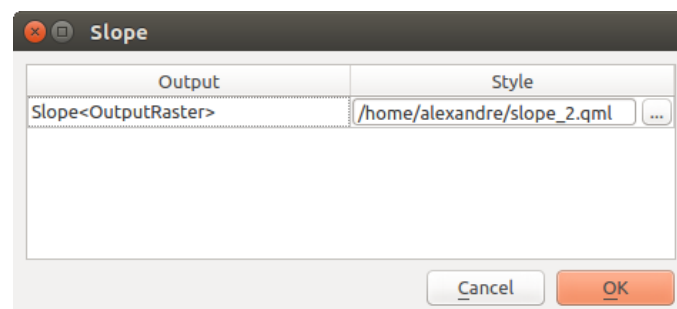 Slope
Output Style
Slope<OutputRaster> /home/alexandre/slope_2.qml ...
Cancel OK